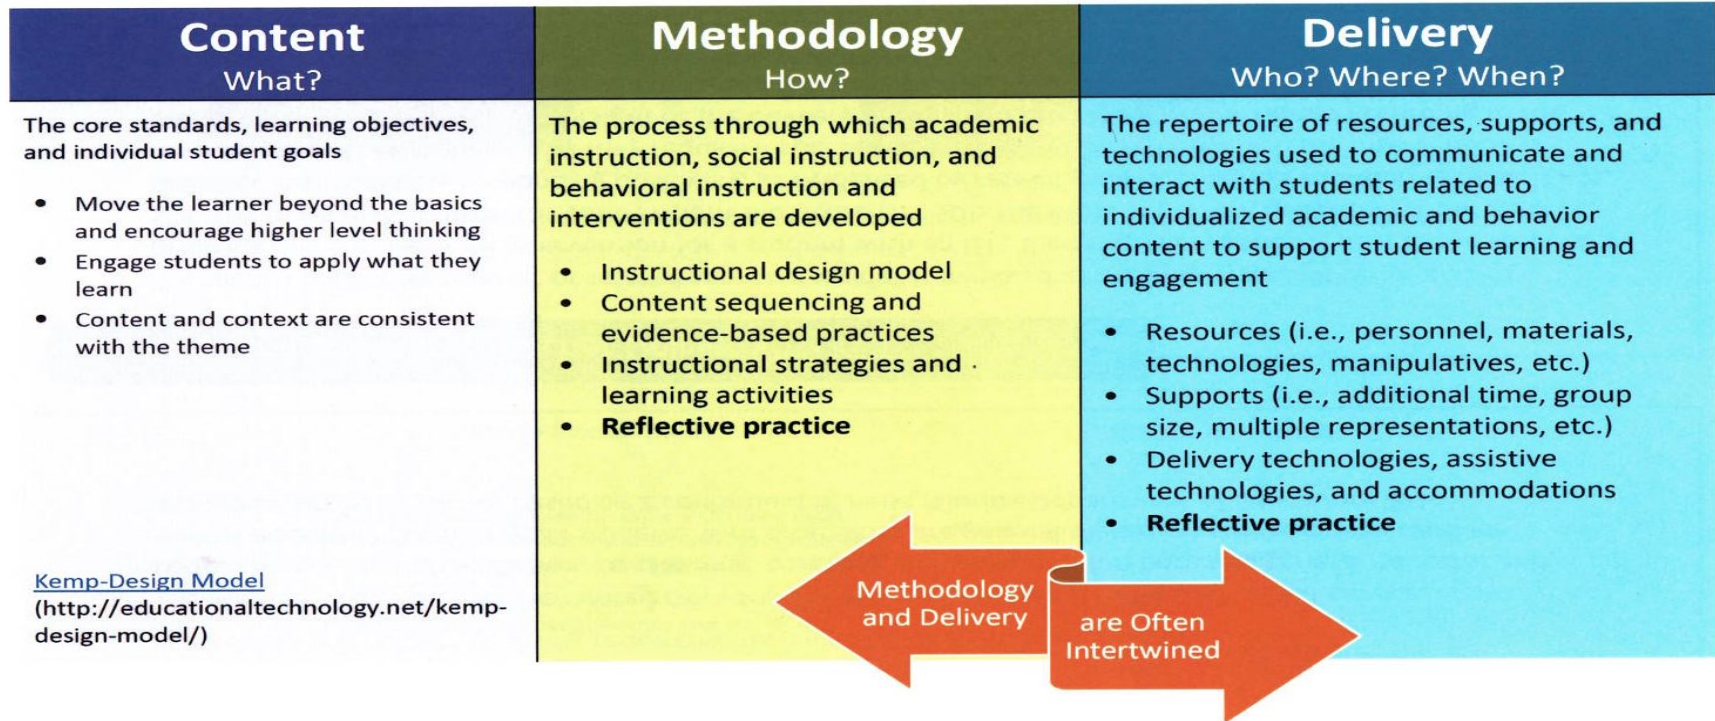 Content
What?
The core standards, learning objectives,
and individual student goals
• Move the learner beyond the basics
and encourage higher level thinking
• Engage students to apply what they
learn
• Content and context are consistent
with the theme
Kemp-Design Model
(http://educationaltechnology.net/kemp-
design-model/)
Methodology
How?
The process through which academic
instruction, social instruction, and
behavioral instruction and
interventions are developed
• Instructional design model
• Content sequencing and
evidence-based practices
• Instructional strategies and
learning activities
• Reflective practice
Delivery
Who? Where? When?
The repertoire of resources, supports, and
technologies used to communicate and
interact with students related to
individualized academic and behavior
content to support student learning and
engagement
• Resources (i.e., personnel, materials,
technologies, manipulatives, etc.)
• Supports (i.e., additional time, group
size, multiple representations, etc.)
• Delivery technologies, assistive
technologies, and accommodations
• Reflective practice
Methodology
and Delivery
are Often
Intertwined